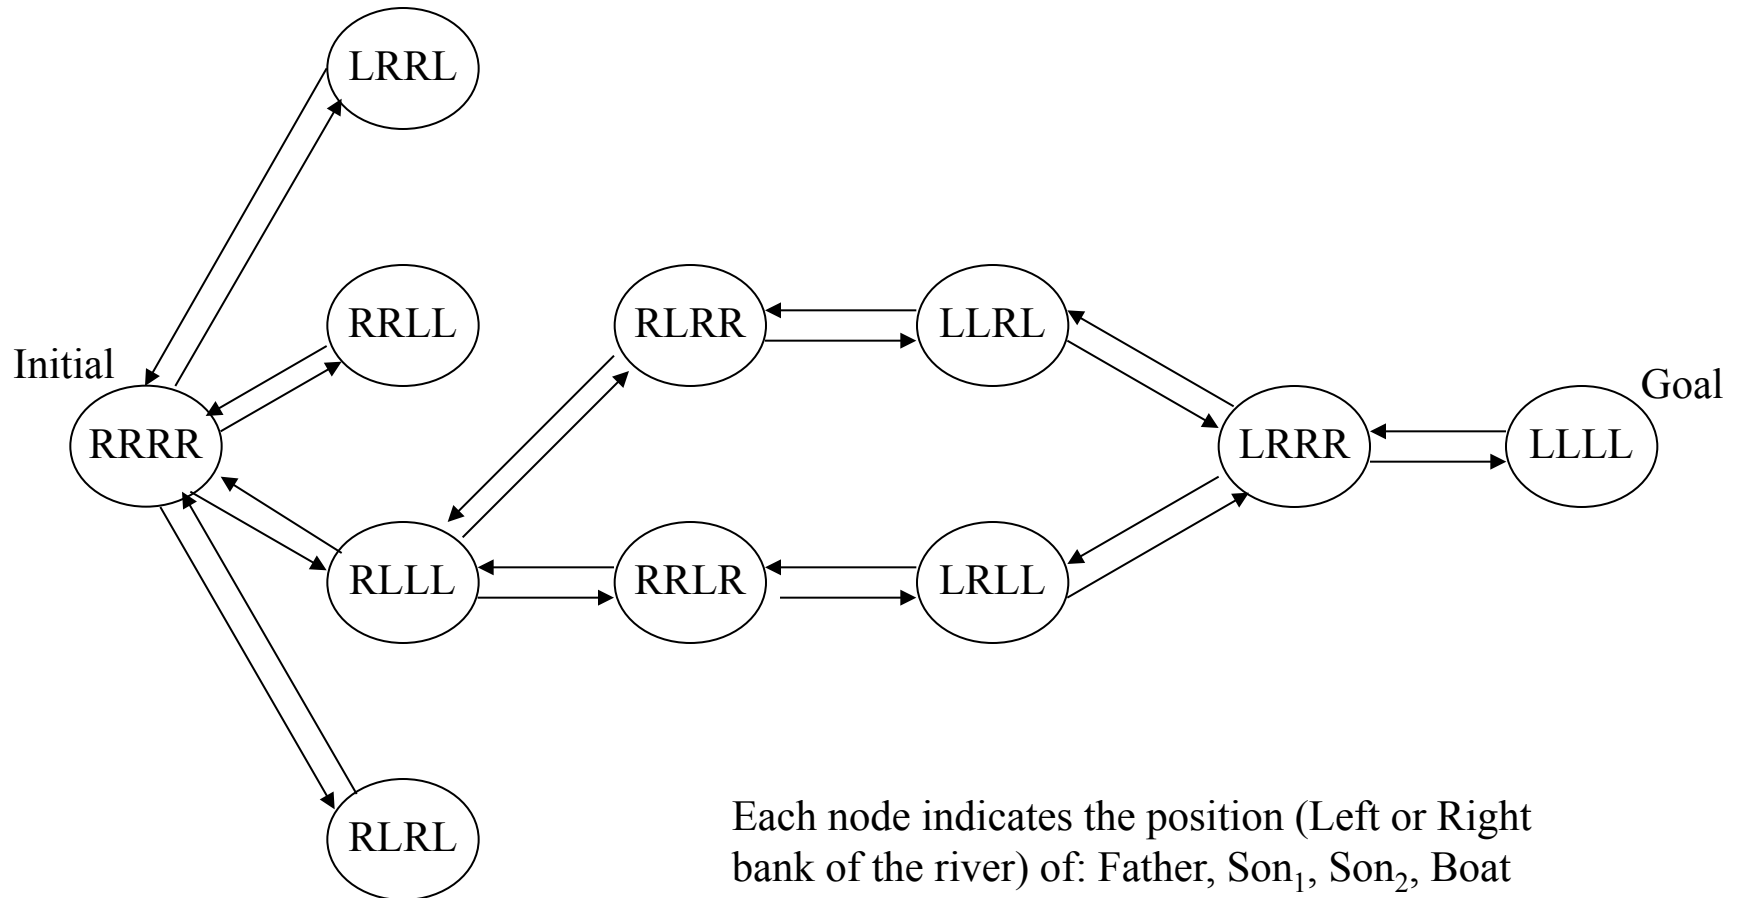 LRRL
RRLL
RLRR
LLRL
Initial
Goal
RRRR
LRRR
LLLL
RLLL
RRLR
LRLL
RLRL
Each node indicates the position (Left or Right
bank of the river) of: Father, Son₁, Son₂, Boat